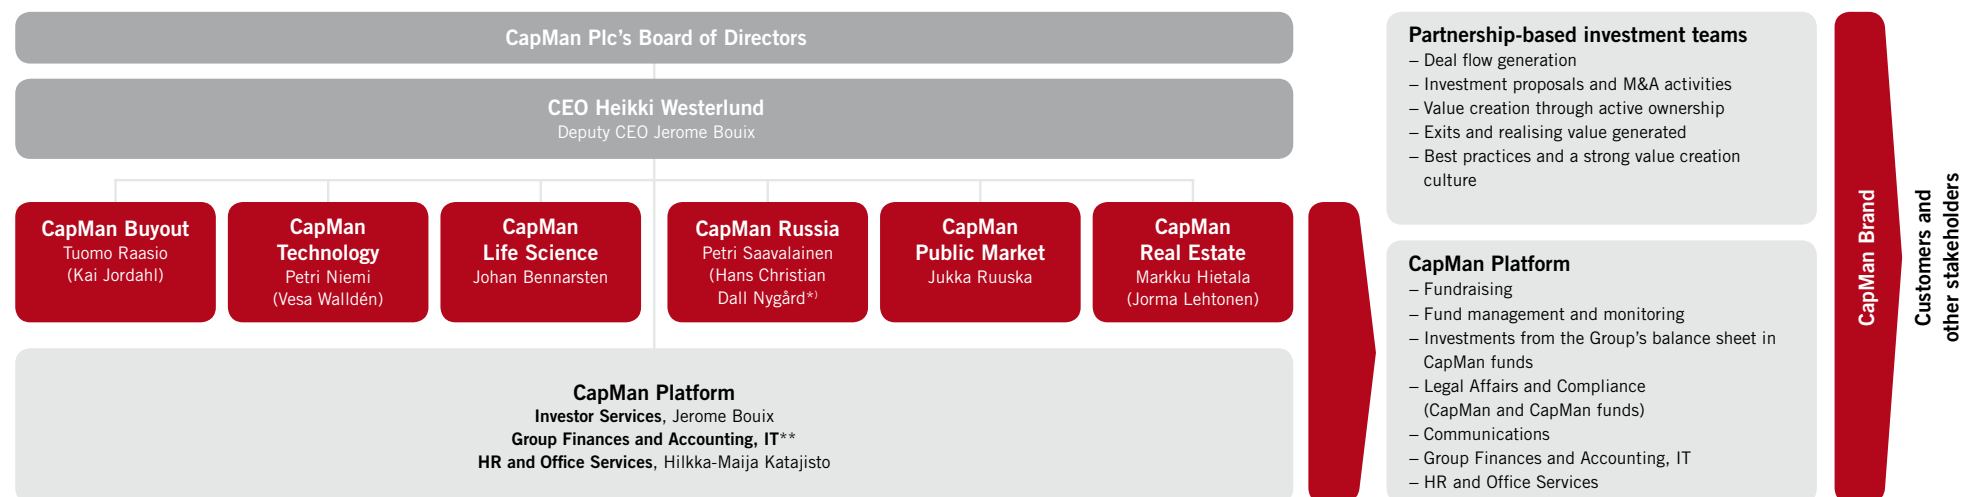 CapMan Plc's Board of Directors
CEO Heikki Westerlund
Deputy CEO Jerome Bouix
CapMan Buyout
Tuomo Raasio
(Kai Jordahl)
CapMan
Technology
Petri Niemi
(Vesa Walldén)
CapMan
Life Science
Johan Bennarsten
CapMan Russia
Petri Saavalainen
(Hans Christian
Dall Nygård*)
CapMan
Public Market
Jukka Ruuska
CapMan
Real Estate
Markku Hietala
(Jorma Lehtonen)
CapMan Platform
Investor Services, Jerome Bouix
Group Finances and Accounting, IT**
HR and Office Services, Hilkka-Maija Katajisto
Partnership-based investment teams
– Deal flow generation
– Investment proposals and M&A activities
– Value creation through active ownership
– Exits and realising value generated
– Best practices and a strong value creation
culture
CapMan Platform
– Fundraising
– Fund management and monitoring
– Investments from the Group's balance sheet in
CapMan funds
– Legal Affairs and Compliance
(CapMan and CapMan funds)
– Communications
– Group Finances and Accounting, IT
– HR and Office Services
CapMan Brand
Customers and
other stakeholders